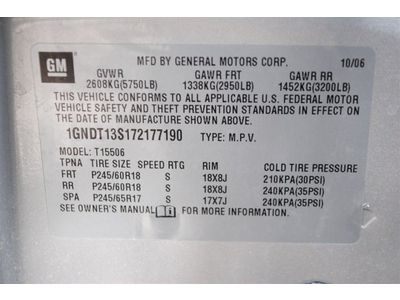 GM
MFD BY GENERAL MOTORS CORP. 10/06
GVWR GAWR FRT GAWR RR
2608KG(5750LB) 1338KG(2950LB) 1452KG(3200LB)
THIS VEHICLE CONFORMS TO ALL APPLICABLE U.S. FEDERAL MOTOR
VEHICLE SAFETY AND THEFT PREVENTION STANDARDS IN EFFECT ON
THE DATE OF MANUFACTURE SHOWN ABOVE.
1GNDT13S172177190 TYPE: M.P.V.
MODEL: T15506
TPNA TIRE SIZE SPEED RTG RIM COLD TIRE PRESSURE
FRT P245/60R18 S 18X8J 210KPA(30PSI)
RR P245/60R18 S 18X8J 240KPA(35PSI)
SPA P245/65R17 S 17X7J 240KPA(35PSI)
SEE OWNER'S MANUAL FOR MORE INFORMATION.